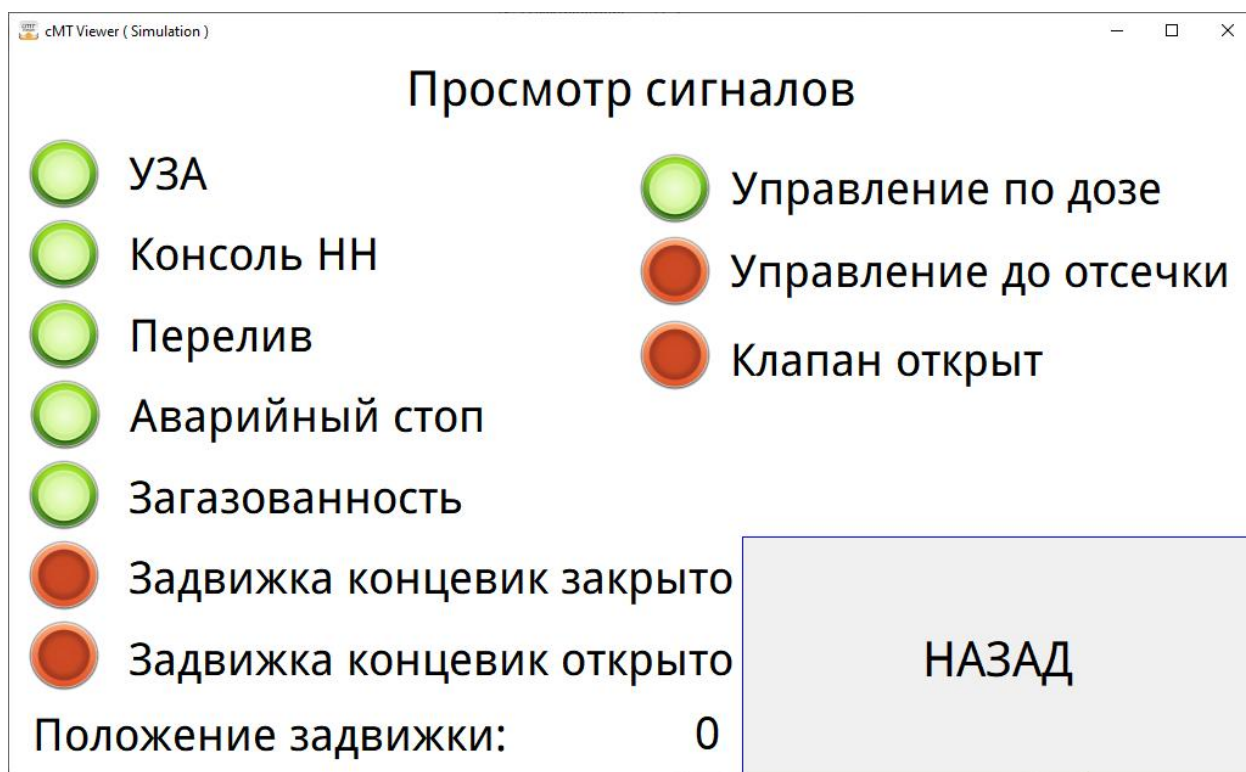 cMT Viewer ( Simulation )
Просмотр сигналов
УЗА
Консоль НН
Перелив
Аварийный стоп
Загазованность
Задвижка концевик закрыто
Задвижка концевик открыто
Положение задвижки: 0
Управление по дозе
Управление до отсечки
Клапан открыт
НАЗАД